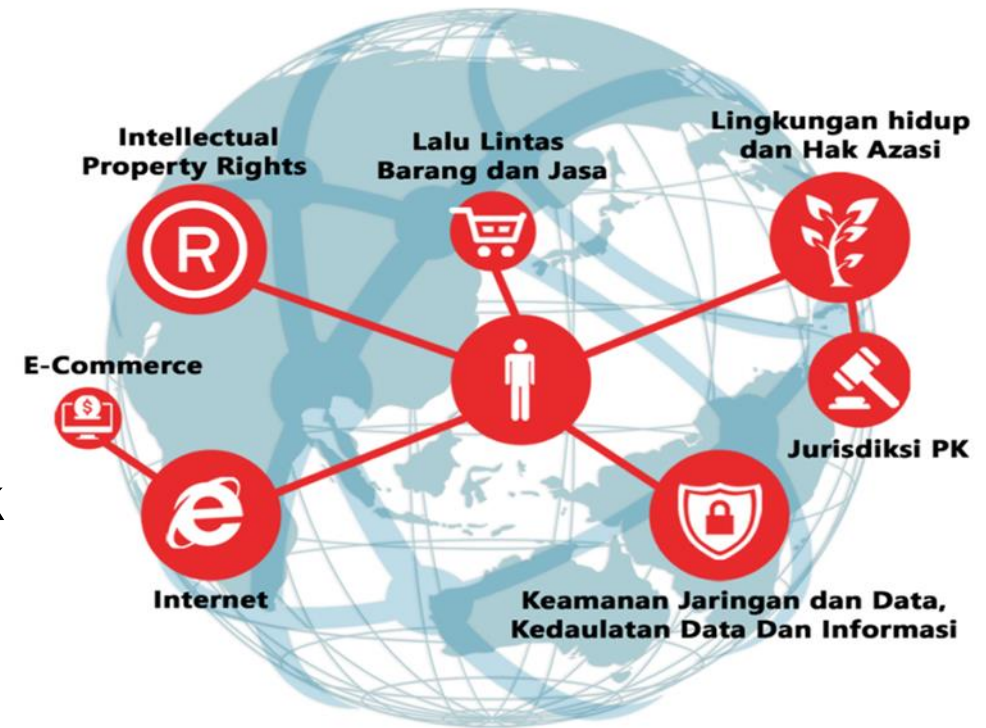 Intellectual
Property Rights
Lalu Lintas
Barang dan Jasa
Lingkungan hidup
dan Hak Azasi
R
E-Commerce
$
Jurisdiksi PK
Internet
Keamanan Jaringan dan Data,
Kedaulatan Data Dan Informasi